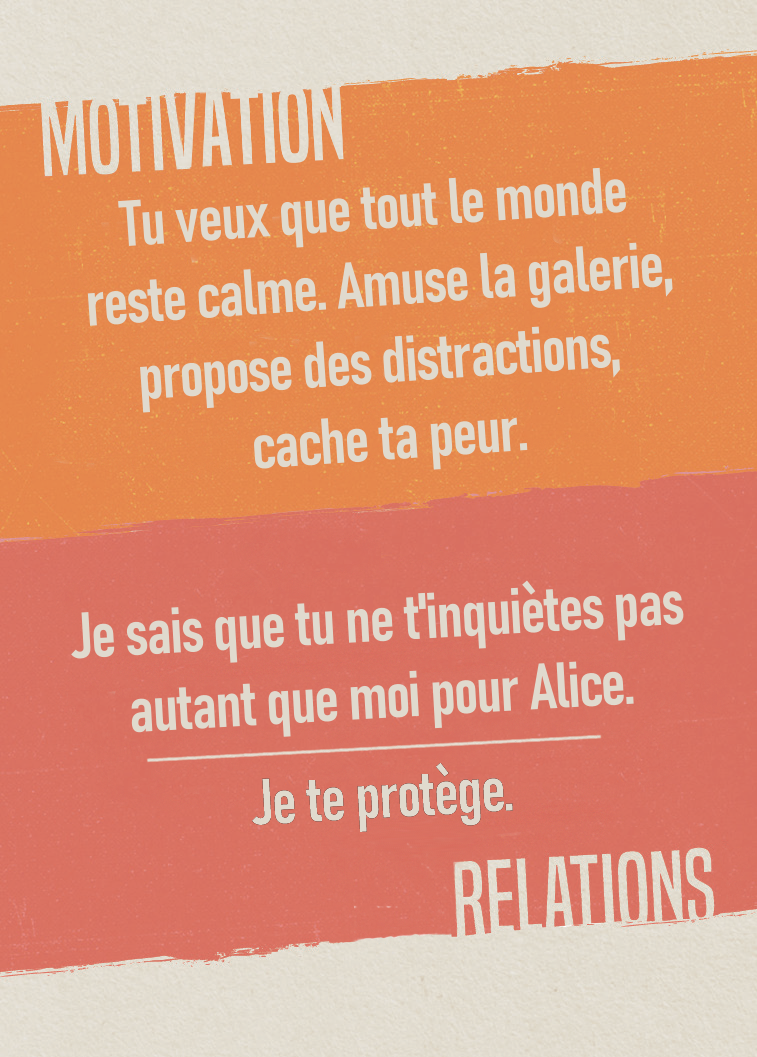 MOTIVATION
Tu veux que tout le monde
reste calme. Amuse la galerie,
propose des distractions,
cache ta peur.
Je sais que tu ne t'inquiètes pas
autant que moi pour Alice.
Je te protège.
RELATIONS